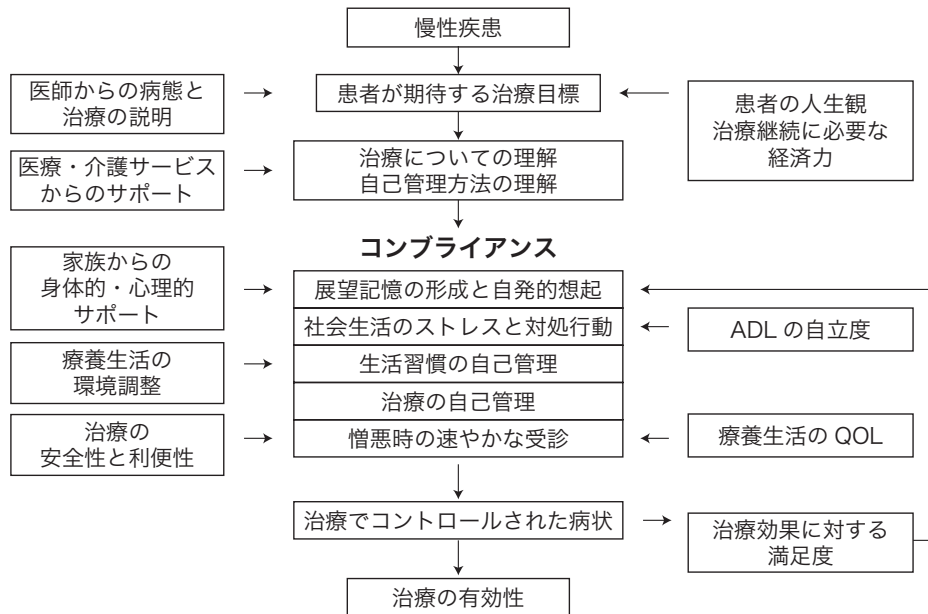 慢性疾患
医師からの病態と
治療の説明
患者が期待する治療目標
患者の人生観
治療継続に必要な
経済力
医療・介護サービス
からのサポート
治療についての理解
自己管理方法の理解
コンブライアンス
家族からの
身体的・心理的
サポート
展望記憶の形成と自発的想起
社会生活のストレスと対処行動
ADL の自立度
療養生活の
環境調整
生活習慣の自己管理
治療の自己管理
治療の
安全性と利便性
憎悪時の速やかな受診
療養生活の QOL
治療でコントロールされた病状
治療効果に対する
満足度
治療の有効性